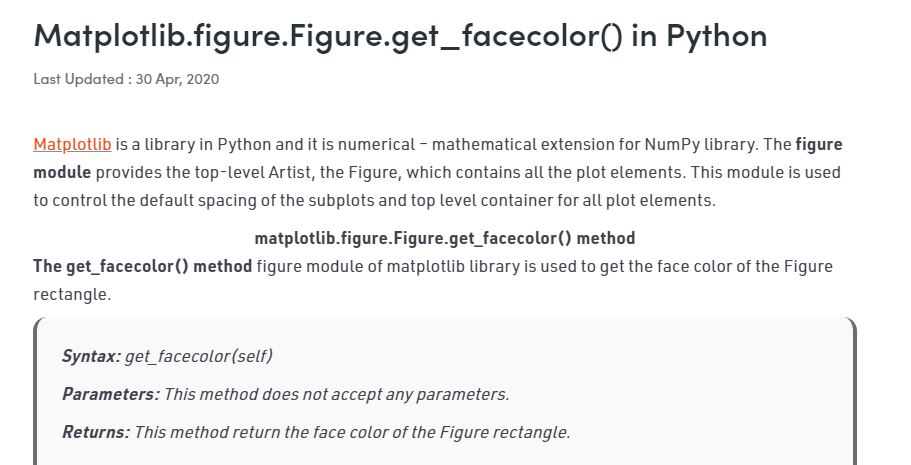 Matplotlib.figure.Figure.get_facecolor() in Python
Last Updated : 30 Apr, 2020
Matplotlib is a library in Python and it is numerical – mathematical extension for NumPy library. The figure
module provides the top-level Artist, the Figure, which contains all the plot elements. This module is used
to control the default spacing of the subplots and top level container for all plot elements.
matplotlib.figure.Figure.get_facecolor() method
The get_facecolor() method figure module of matplotlib library is used to get the face color of the Figure
rectangle.
Syntax: get_facecolor(self)
Parameters: This method does not accept any parameters.
Returns: This method return the face color of the Figure rectangle.